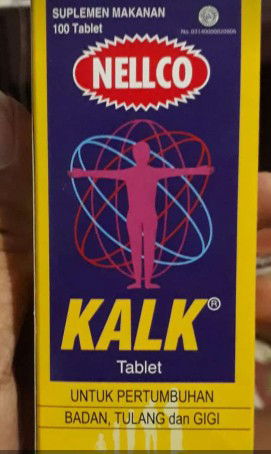 SUPLEMEN MAKANAN
100 Tablet
NELLCO
KALK®
Tablet
UNTUK PERTUMBUHAN
BADAN, TULANG dan GIGI